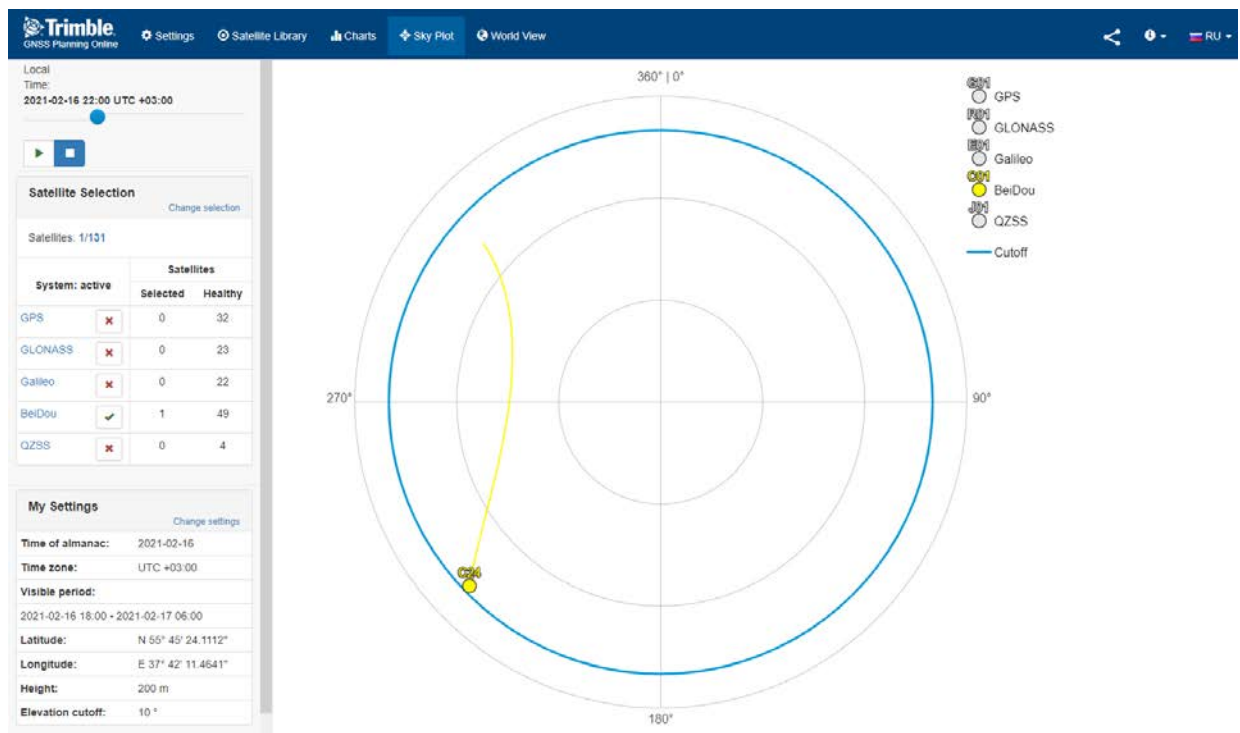 Trimble.
GNSS Planning Online
Settings
Satellite Library
Charts
Sky Plot
World View
RU
Local
Time:
2021-02-16 22:00 UTC +03:00
Satellite Selection
Change selection
Satellites: 1/131
System: active
Satellites
Selected Healthy
GPS 0 32
GLONASS 0 23
Galileo 0 22
BeiDou 1 49
QZSS 0 4
My Settings
Change settings
Time of almanac: 2021-02-16
Time zone: UTC +03:00
Visible period:
2021-02-16 18:00 - 2021-02-17 06:00
Latitude: N 55° 45' 24.1112"
Longitude: E 37° 42' 11.4641"
Height: 200 m
Elevation cutoff: 10 °
360° | 0°
270°
90°
180°
C24
G01
GPS
R01
GLONASS
E01
Galileo
C01
BeiDou
J01
QZSS
Cutoff